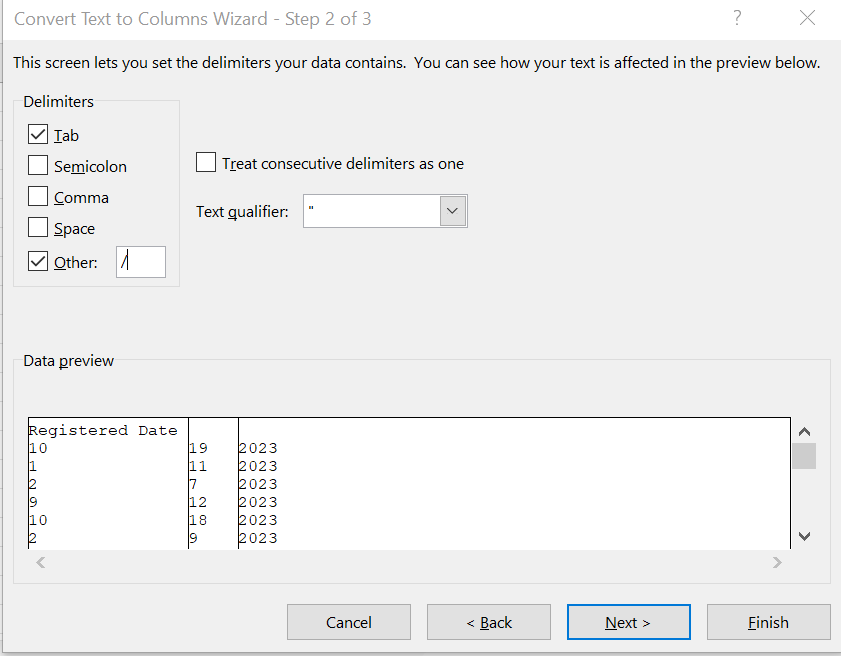 Convert Text to Columns Wizard - Step 2 of 3 ?
This screen lets you set the delimiters your data contains. You can see how your text is affected in the preview below.
Delimiters
Tab
Semicolon
Comma
Space
Other: /
Treat consecutive delimiters as one
Text qualifier: "
Data preview
Registered Date
10 19 2023
1 11 2023
2 7 2023
9 12 2023
10 18 2023
2 9 2023
Cancel < Back Next > Finish